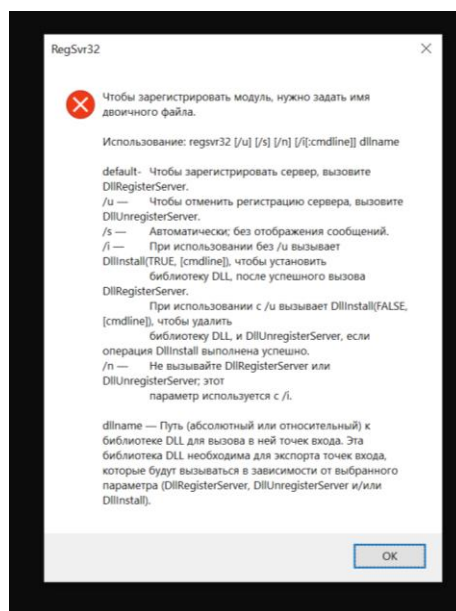 RegSvr32
Чтобы зарегистрировать модуль, нужно задать имя
двоичного файла.
Использование: regsvr32 [/u] [/s] [/n] [/i[:cmdline]] dllname
default- Чтобы зарегистрировать сервер, вызовите
DllRegisterServer.
/u — Чтобы отменить регистрацию сервера, вызовите
DllUnregisterServer.
/s — Автоматически; без отображения сообщений.
/i — При использовании без /u вызывает
DllInstall(TRUE, [cmdline]), чтобы установить
библиотеку DLL, после успешного вызова
DllRegisterServer.
При использовании с /u вызывает DllInstall(FALSE,
[cmdline]), чтобы удалить
библиотеку DLL, и DllUnregisterServer, если
операция DllInstall выполнена успешно.
/n — Не вызывайте DllRegisterServer или
DllUnregisterServer; этот
параметр используется с /i.
dllname — Путь (абсолютный или относительный) к
библиотеке DLL для вызова в ней точек входа. Эта
библиотека DLL необходима для экспорта точек входа,
которые будут вызываться в зависимости от выбранного
параметра (DllRegisterServer, DllUnregisterServer и/или
DllInstall).
OK